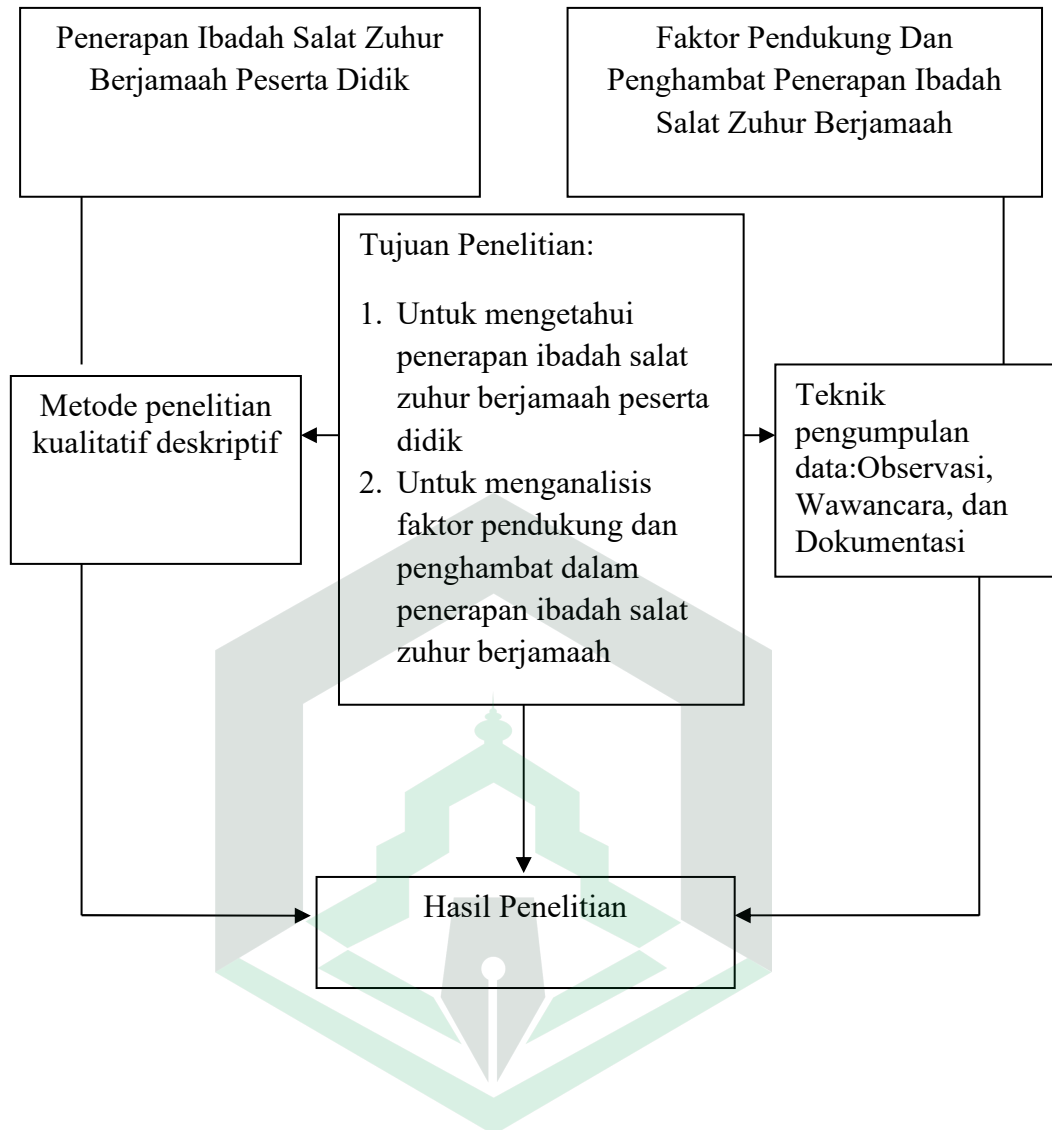 Penerapan Ibadah Salat Zuhur
Berjamaah Peserta Didik
Faktor Pendukung Dan
Penghambat Penerapan Ibadah
Salat Zuhur Berjamaah
Tujuan Penelitian:
1. Untuk mengetahui
penerapan ibadah salat
zuhur berjamaah peserta
didik
2. Untuk menganalisis
faktor pendukung dan
penghambat dalam
penerapan ibadah salat
zuhur berjamaah
Metode penelitian
kualitatif deskriptif
Teknik
pengumpulan
data:Observasi,
Wawancara, dan
Dokumentasi
Hasil Penelitian